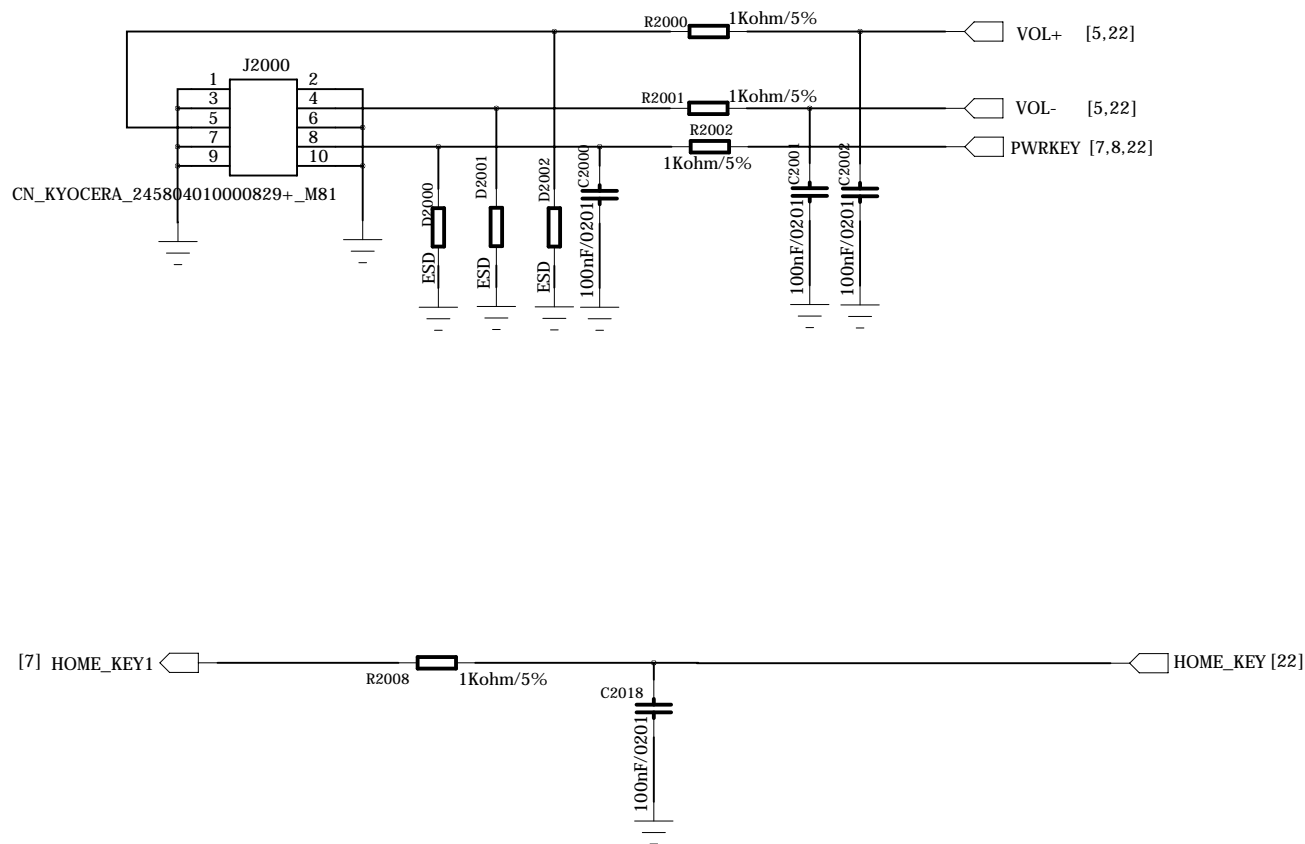 R2000 1Kohm/5%
VOL+ [5,22]
J2000
1 2
3 4
5 6
7 8
9 10
R2001 1Kohm/5%
VOL- [5,22]
R2002
1Kohm/5%
PWRKEY [7,8,22]
CN_KYOCERA_245804010000829+_M81
D2000
ESD
D2001
ESD
D2002
ESD
C2000
100nF/0201
C2001
100nF/0201
C2002
100nF/0201
[7] HOME_KEY1
R2008 1Kohm/5%
HOME_KEY [22]
C2018
100nF/0201